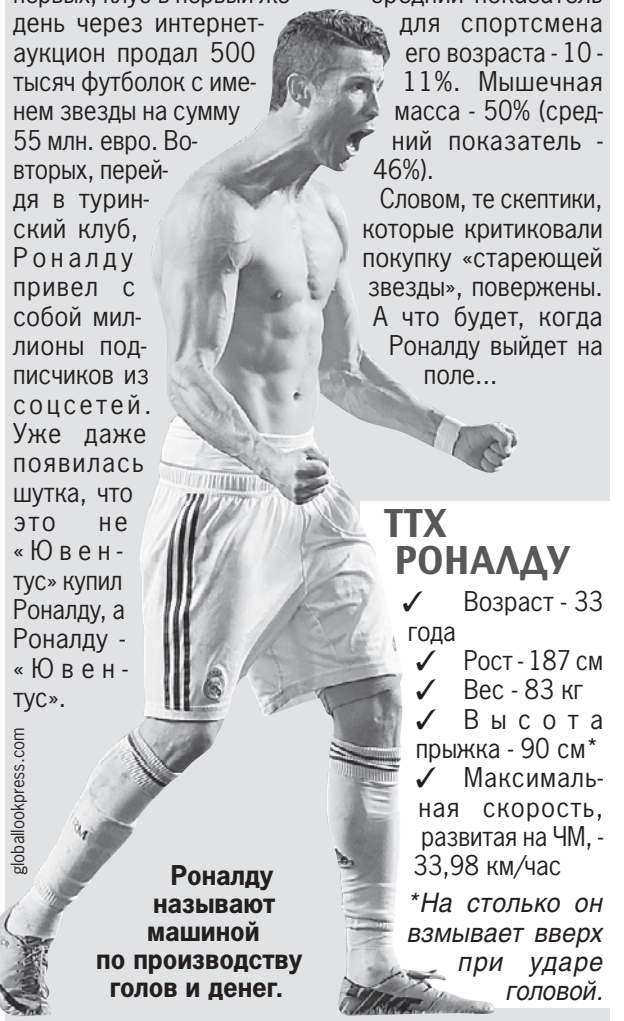 день через интернет-
аукцион продал 500
тысяч футболок с име-
нем звезды на сумму
55 млн. евро. Во-
вторых, перей-
дя в турин-
ский клуб,
Роналду
привел с
собой мил-
лионы под-
писчиков из
соцсетей.
Уже даже
появилась
шутка, что
это не
«Ювен-
тус» купил
Роналду, а
Роналду -
«Ювен-
тус».
globallookpress.com
для спортсмена
его возраста - 10 -
11%. Мышечная
масса - 50% (сред-
ний показатель -
46%).
Словом, те скептики,
которые критиковали
покупку «стареющей
звезды», повержены.
А что будет, когда
Роналду выйдет на
поле...
ТТХ
РОНАЛДУ
✓ Возраст - 33
года
✓ Рост - 187 см
✓ Вес - 83 кг
✓ Высота
прыжка - 90 см*
✓ Максималь-
ная скорость,
развитая на ЧМ, -
33,98 км/час
*На столько он
взмывает вверх
при ударе
головой.
Роналду
называют
машиной
по производству
голов и денег.